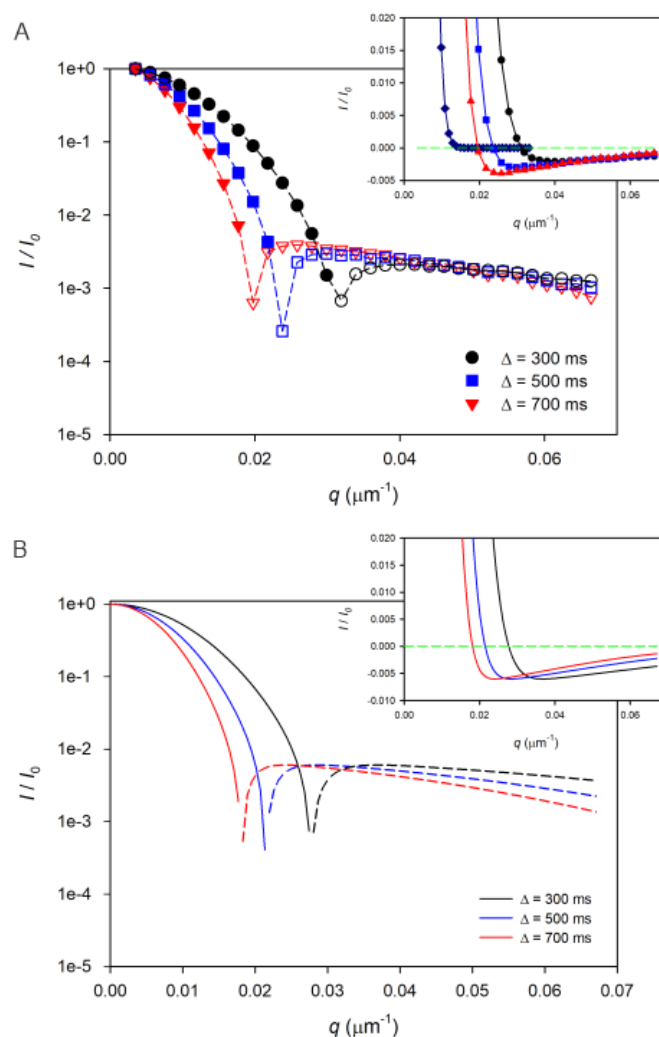 A
I / I0
1e+0
1e-1
1e-2
1e-3
1e-4
1e-5
0.00 0.02 0.04 0.06
q (µm-1)
Δ = 300 ms
Δ = 500 ms
Δ = 700 ms
I / I0
0.020
0.015
0.010
0.005
0.000
-0.005
0.00 0.02 0.04 0.06
q (µm-1)
B
I / I0
1e+0
1e-1
1e-2
1e-3
1e-4
1e-5
0.00 0.01 0.02 0.03 0.04 0.05 0.06 0.07
q (µm-1)
Δ = 300 ms
Δ = 500 ms
Δ = 700 ms
I / I0
0.020
0.015
0.010
0.005
0.000
-0.005
-0.010
0.00 0.02 0.04 0.06
q (µm-1)